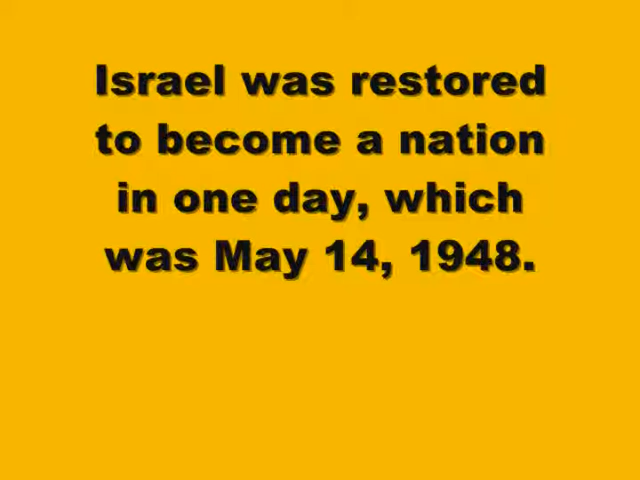 Israel was restored
to become a nation
in one day, which
was May 14, 1948.